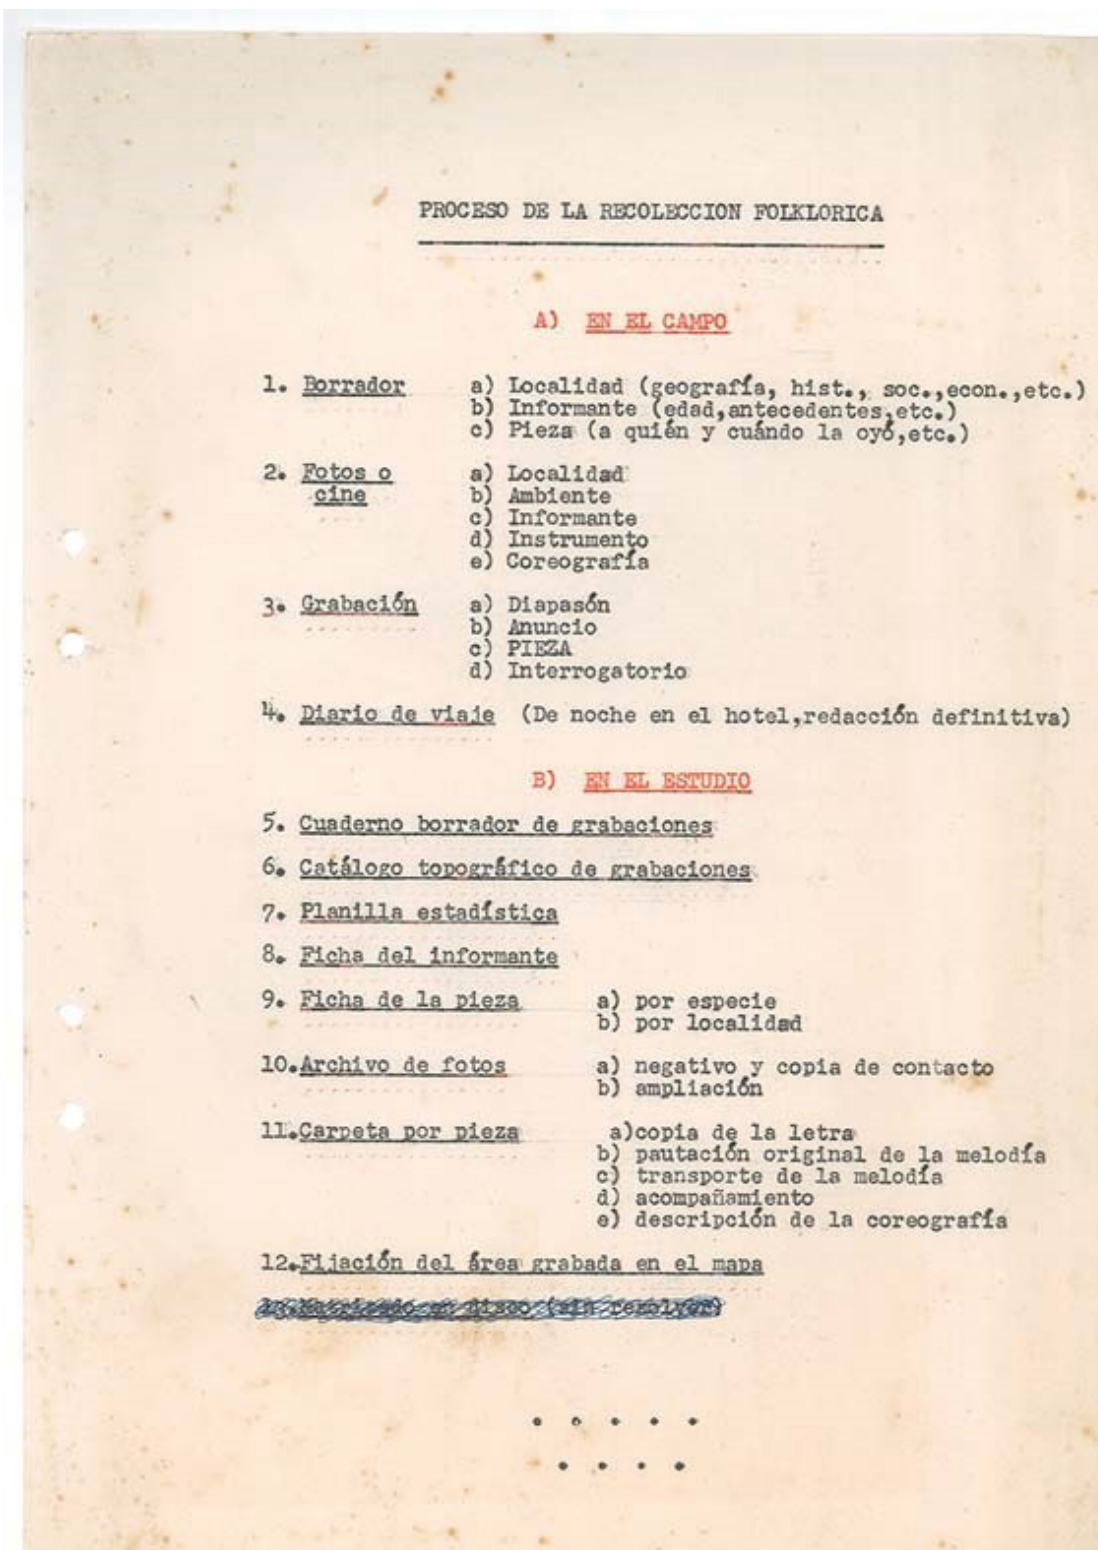 PROCESO DE LA RECOLECCION FOLKLORICA
A) EN EL CAMPO
1. Borrador a) Localidad (geografía, hist., soc.,econ.,etc.)
b) Informante (edad,antecedentes,etc.)
c) Pieza (a quién y cuándo la oyó,etc.)
2. Fotos o a) Localidad
cine b) Ambiente
c) Informante
d) Instrumento
e) Coreografía
3. Grabación a) Diapasón
b) Anuncio
c) PIEZA
d) Interrogatorio
4. Diario de viaje (De noche en el hotel,redacción definitiva)
B) EN EL ESTUDIO
5. Cuaderno borrador de grabaciones
6. Catálogo topográfico de grabaciones
7. Planilla estadística
8. Ficha del informante
9. Ficha de la pieza a) por especie
b) por localidad
10.Archivo de fotos a) negativo y copia de contacto
b) ampliación
11.Carpeta por pieza a)copia de la letra
b) pautación original de la melodía
c) transporte de la melodía
d) acompañamiento
e) descripción de la coreografía
12.Fijación del área grabada en el mapa
13.Matrizado en disco (sin resolver)